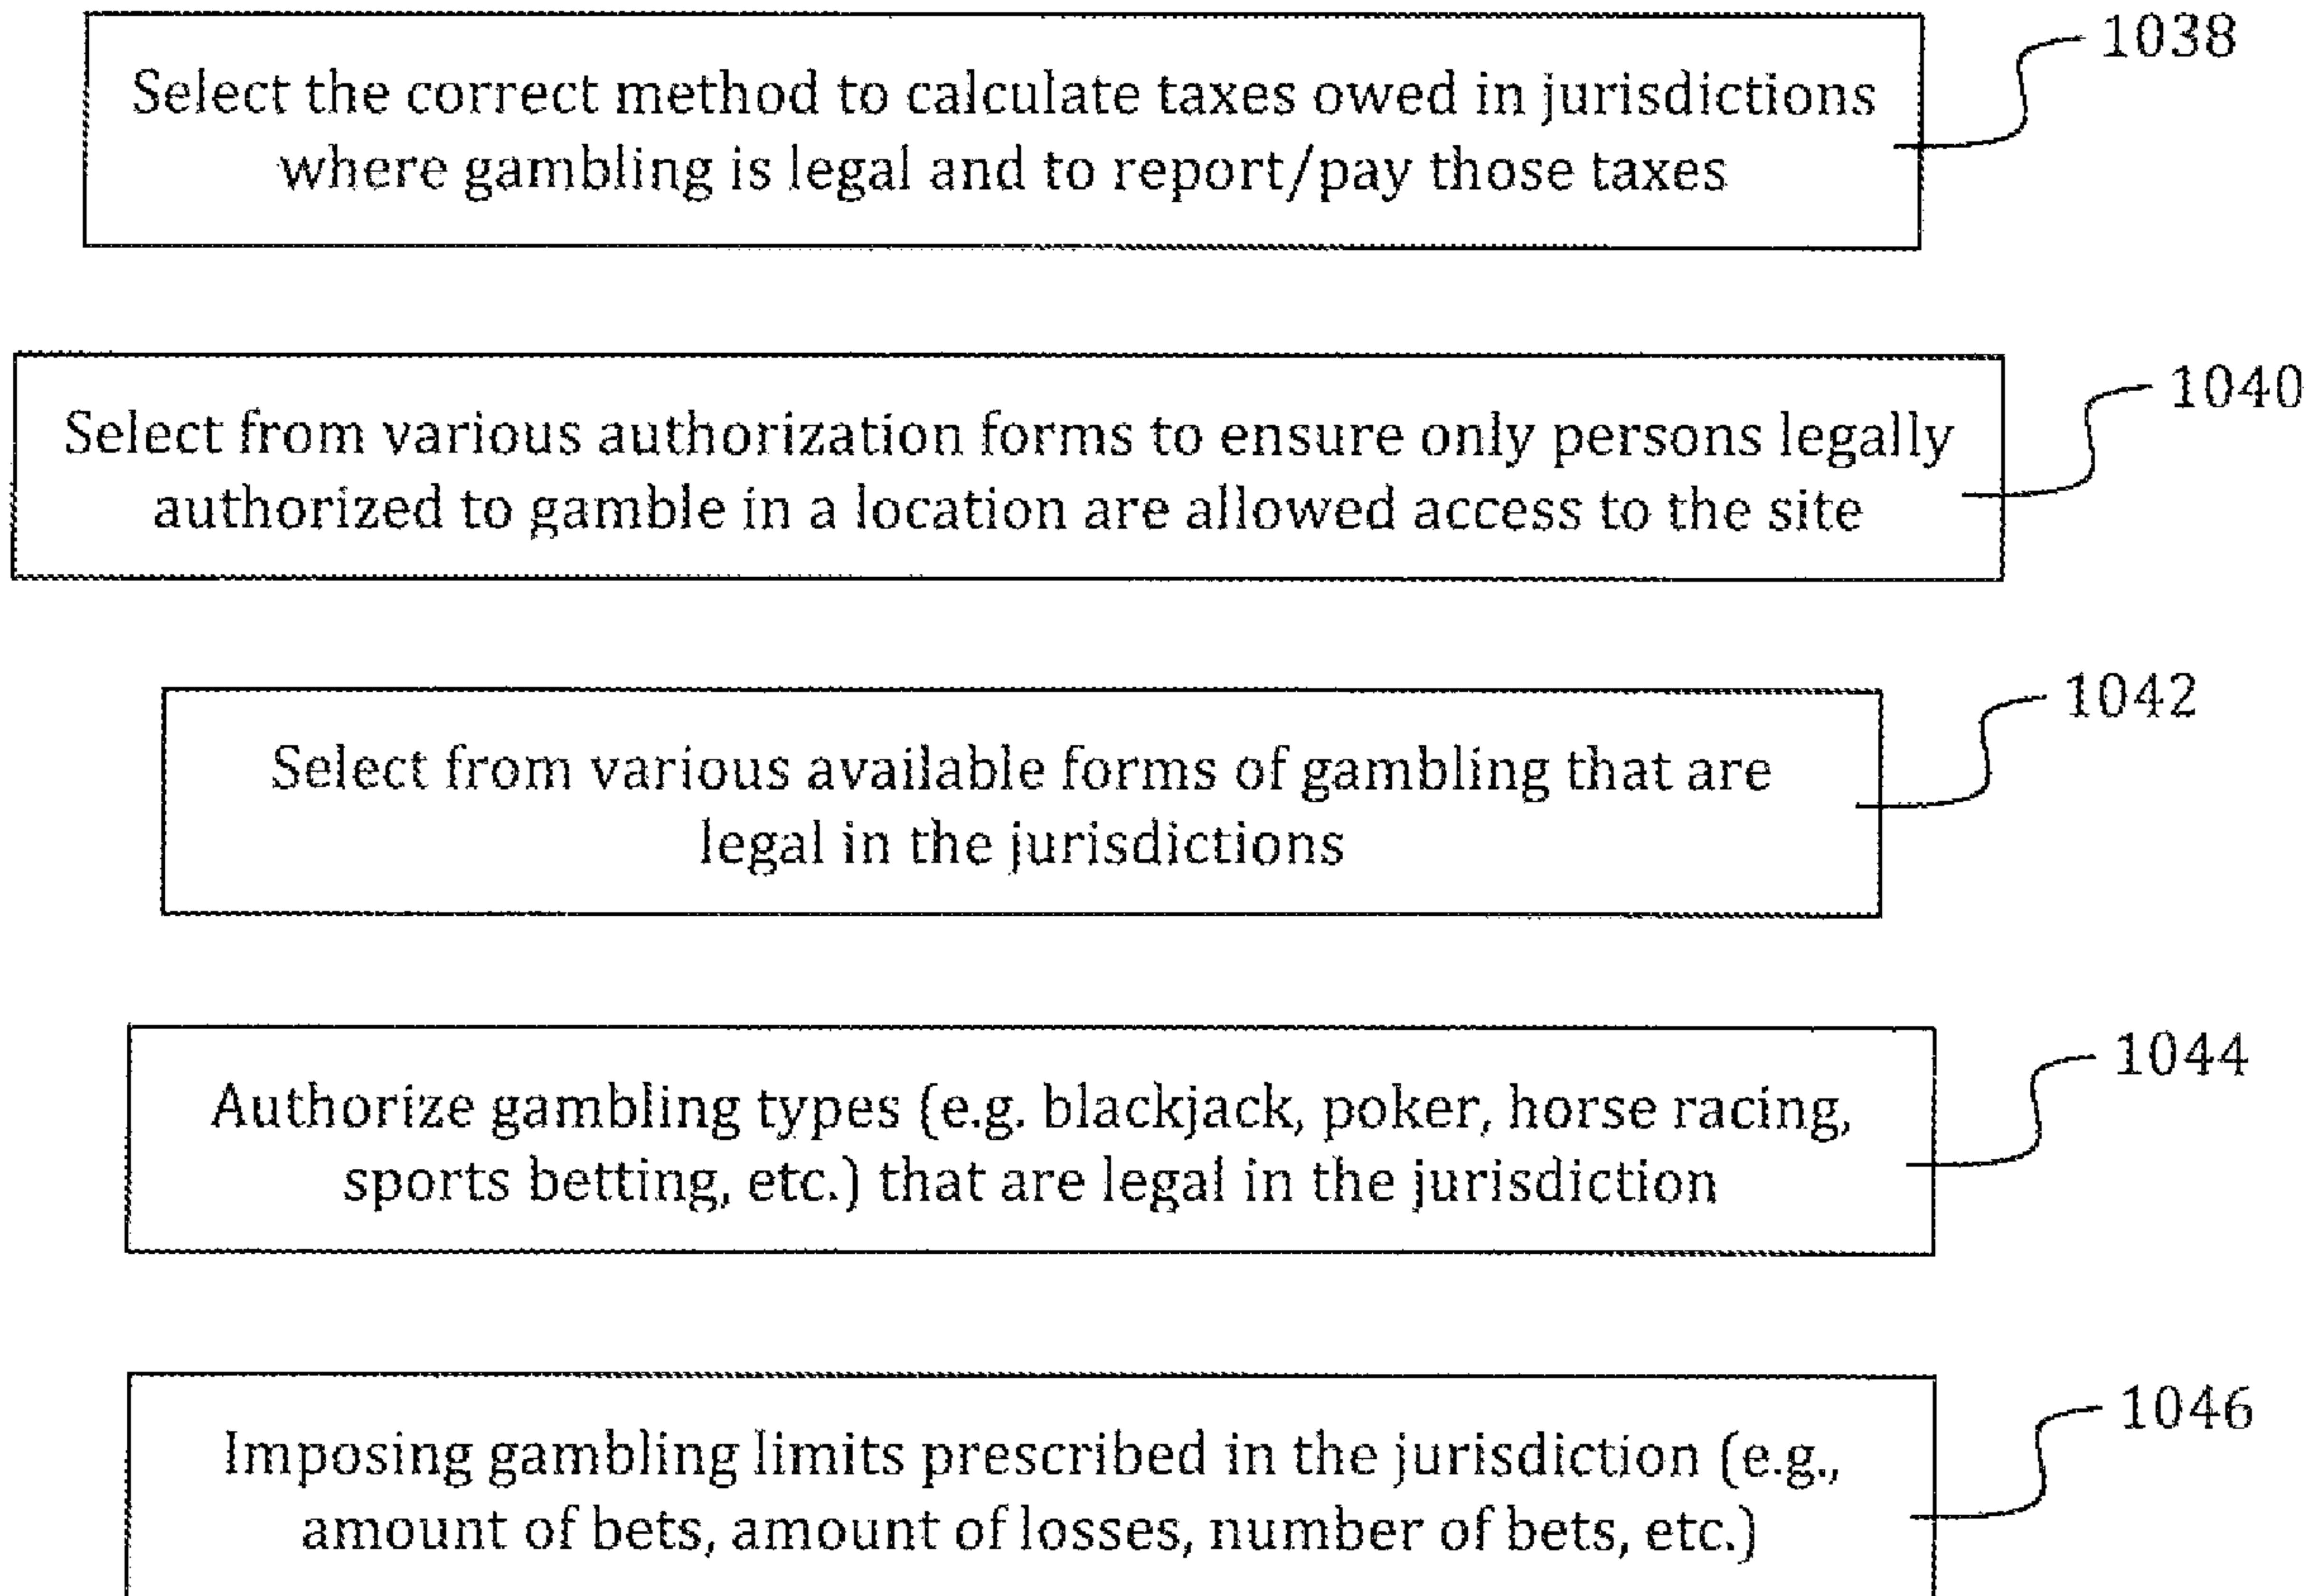 1038
Select the correct method to calculate taxes owed in jurisdictions
where gambling is legal and to report/pay those taxes
1040
Select from various authorization forms to ensure only persons legally
authorized to gamble in a location are allowed access to the site
1042
Select from various available forms of gambling that are
legal in the jurisdictions
1044
Authorize gambling types (e.g. blackjack, poker, horse racing,
sports betting, etc.) that are legal in the jurisdiction
1046
Imposing gambling limits prescribed in the jurisdiction (e.g.,
amount of bets, amount of losses, number of bets, etc.)